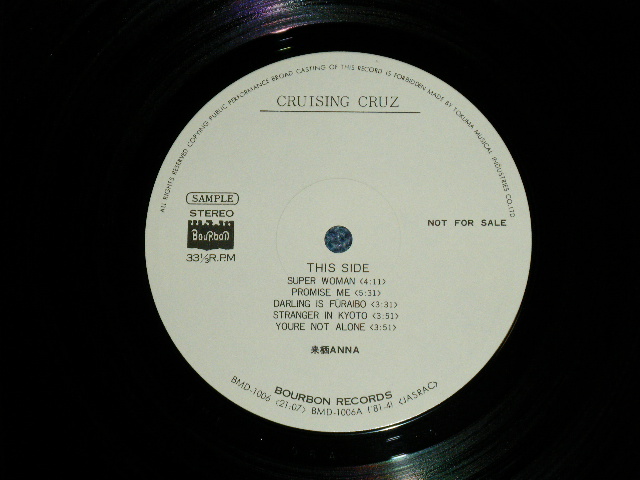 ALL RIGHTS RESERVED COPYING PUBLIC PERFORMANCE BROAD CASTING OF THIS RECORD IS FORBIDDEN MADE BY TOKUMA MUSICAL INDUSTRIES CO.,LTD
CRUISING CRUZ
SAMPLE
STEREO
BouRBoN
33⅓R.P.M
NOT FOR SALE
THIS SIDE
SUPER WOMAN <4:11>
PROMISE ME <5:31>
DARLING IS FŪRAIBO <3:31>
STRANGER IN KYOTO <3:51>
YOURE NOT ALONE <3:51>
来栖ANNA
BOURBON RECORDS
BMD-1006 <21:07> BMD-1006A ('81·4) <JASRAC>